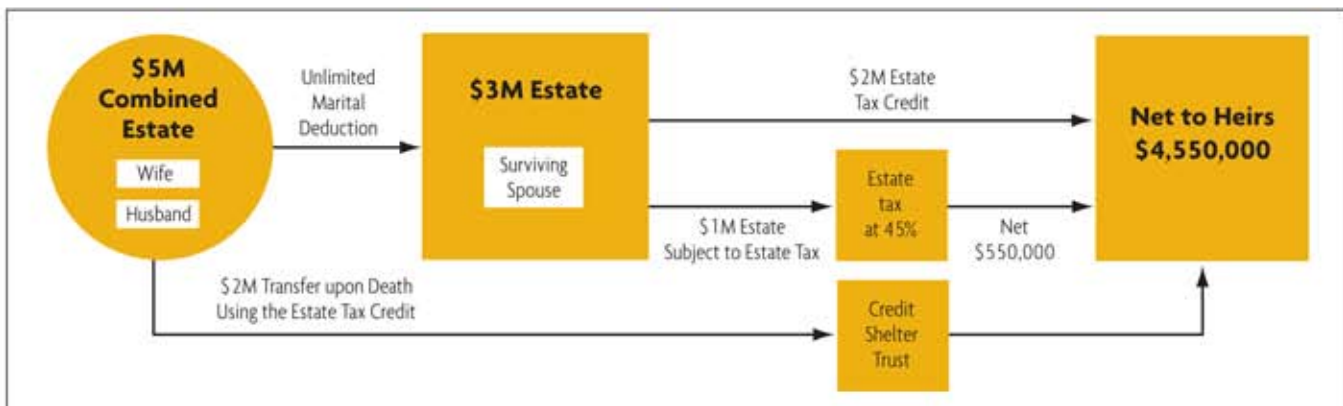 $5M
Combined
Estate
Wife
Husband
Unlimited
Marital
Deduction
$3M Estate
Surviving
Spouse
$2M Estate
Tax Credit
$1M Estate
Subject to Estate Tax
Estate
tax
at 45%
Net
$550,000
Net to Heirs
$4,550,000
$2M Transfer upon Death
Using the Estate Tax Credit
Credit
Shelter
Trust